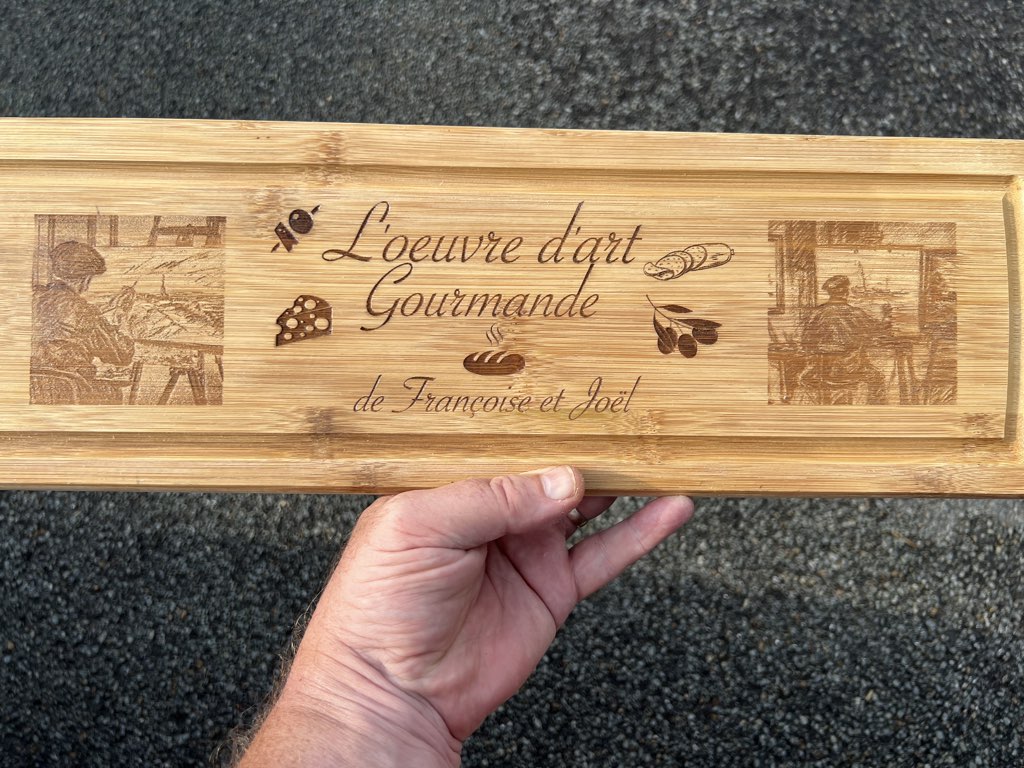 L'oeuvre d'art
Gourmande
de Françoise et Joël